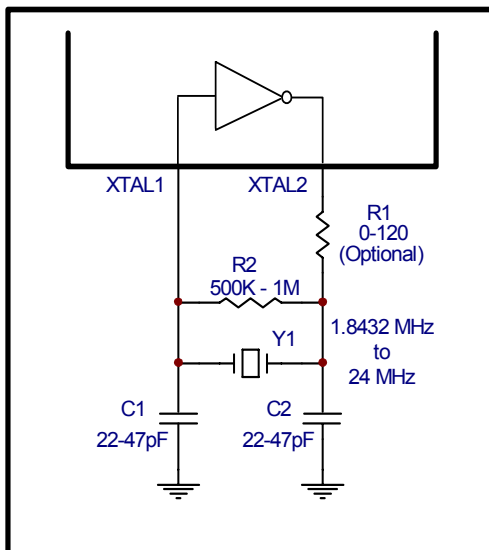 XTAL1
XTAL2
R1
0-120
(Optional)
R2
500K - 1M
Y1
1.8432 MHz
to
24 MHz
C1
22-47pF
C2
22-47pF